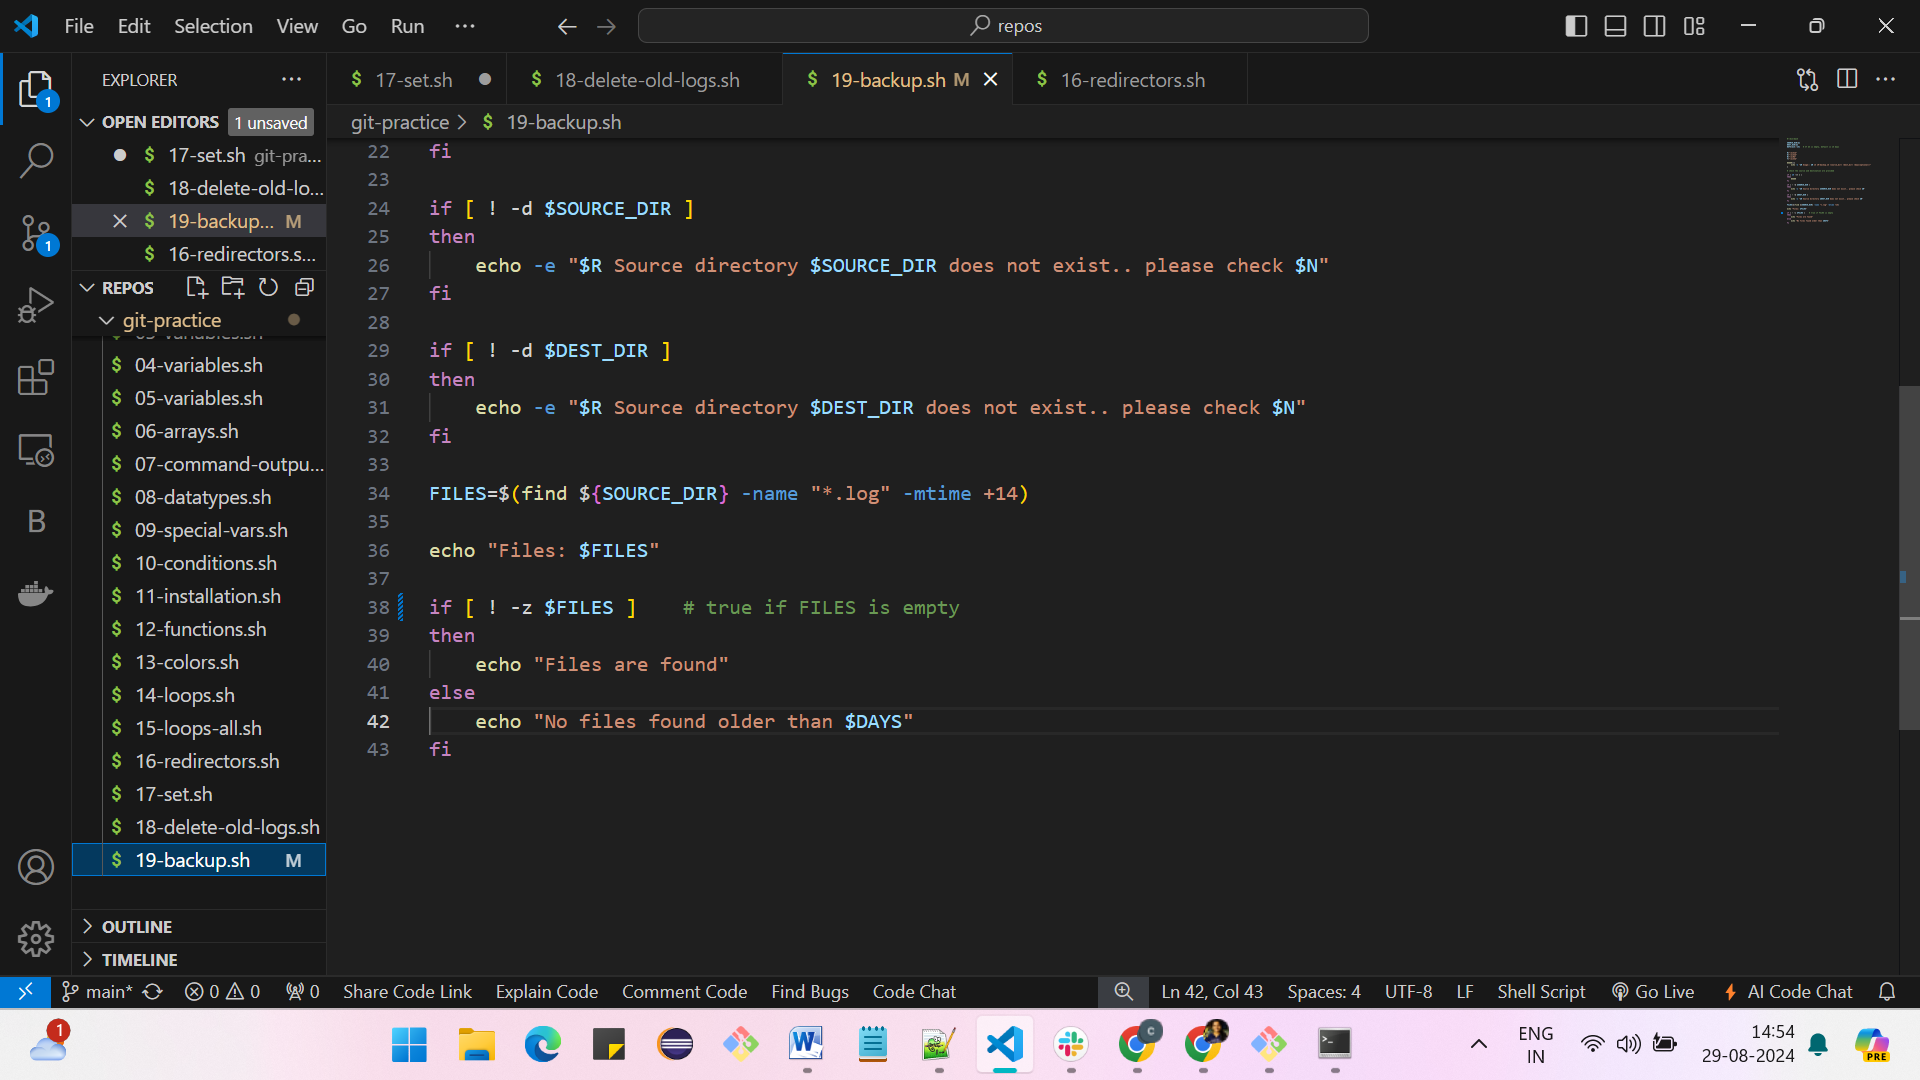 File Edit Selection View Go Run ···
repos
EXPLORER ···
OPEN EDITORS 1 unsaved
$ 17-set.sh git-pra...
$ 18-delete-old-lo...
$ 19-backup... M
$ 16-redirectors.s...
REPOS
git-practice
$ 04-variables.sh
$ 05-variables.sh
$ 06-arrays.sh
$ 07-command-outpu...
$ 08-datatypes.sh
$ 09-special-vars.sh
$ 10-conditions.sh
$ 11-installation.sh
$ 12-functions.sh
$ 13-colors.sh
$ 14-loops.sh
$ 15-loops-all.sh
$ 16-redirectors.sh
$ 17-set.sh
$ 18-delete-old-logs.sh
$ 19-backup.sh M
OUTLINE
TIMELINE
1
1
B
$ 17-set.sh $ 18-delete-old-logs.sh $ 19-backup.sh M $ 16-redirectors.sh ···
git-practice > $ 19-backup.sh
22 fi
23
24 if [ ! -d $SOURCE_DIR ]
25 then
26 echo -e "$R Source directory $SOURCE_DIR does not exist.. please check $N"
27 fi
28
29 if [ ! -d $DEST_DIR ]
30 then
31 echo -e "$R Source directory $DEST_DIR does not exist.. please check $N"
32 fi
33
34 FILES=$(find ${SOURCE_DIR} -name "*.log" -mtime +14)
35
36 echo "Files: $FILES"
37
38 if [ ! -z $FILES ] # true if FILES is empty
39 then
40 echo "Files are found"
41 else
42 echo "No files found older than $DAYS"
43 fi
main* 0 0 0 Share Code Link Explain Code Comment Code Find Bugs Code Chat Ln 42, Col 43 Spaces: 4 UTF-8 LF Shell Script Go Live AI Code Chat
1
W
C
ENG
IN
14:54
29-08-2024
PRE